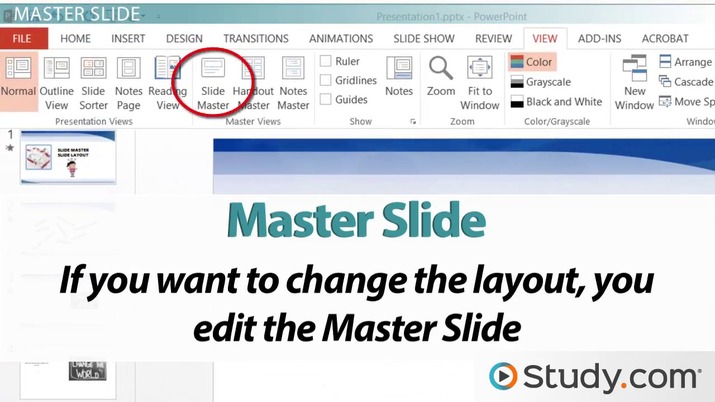 MASTER SLIDE
Presentation1.pptx - PowerPoint
FILE HOME INSERT DESIGN TRANSITIONS ANIMATIONS SLIDE SHOW REVIEW VIEW ADD-INS ACROBAT
Normal Outline View Slide Sorter Notes Page Reading View
Presentation Views
Slide Master Handout Master Notes Master
Master Views
Ruler
Gridlines
Guides
Show
Notes
Zoom Fit to Window
Zoom
Color
Grayscale
Black and White
Color/Grayscale
New Window
Arrange
Cascade
Move Sp
Windo
1
SLIDE MASTER
SLIDE LAYOUT
Master Slide
If you want to change the layout, you
edit the Master Slide
CHANGE THE
WORLD
Study.com